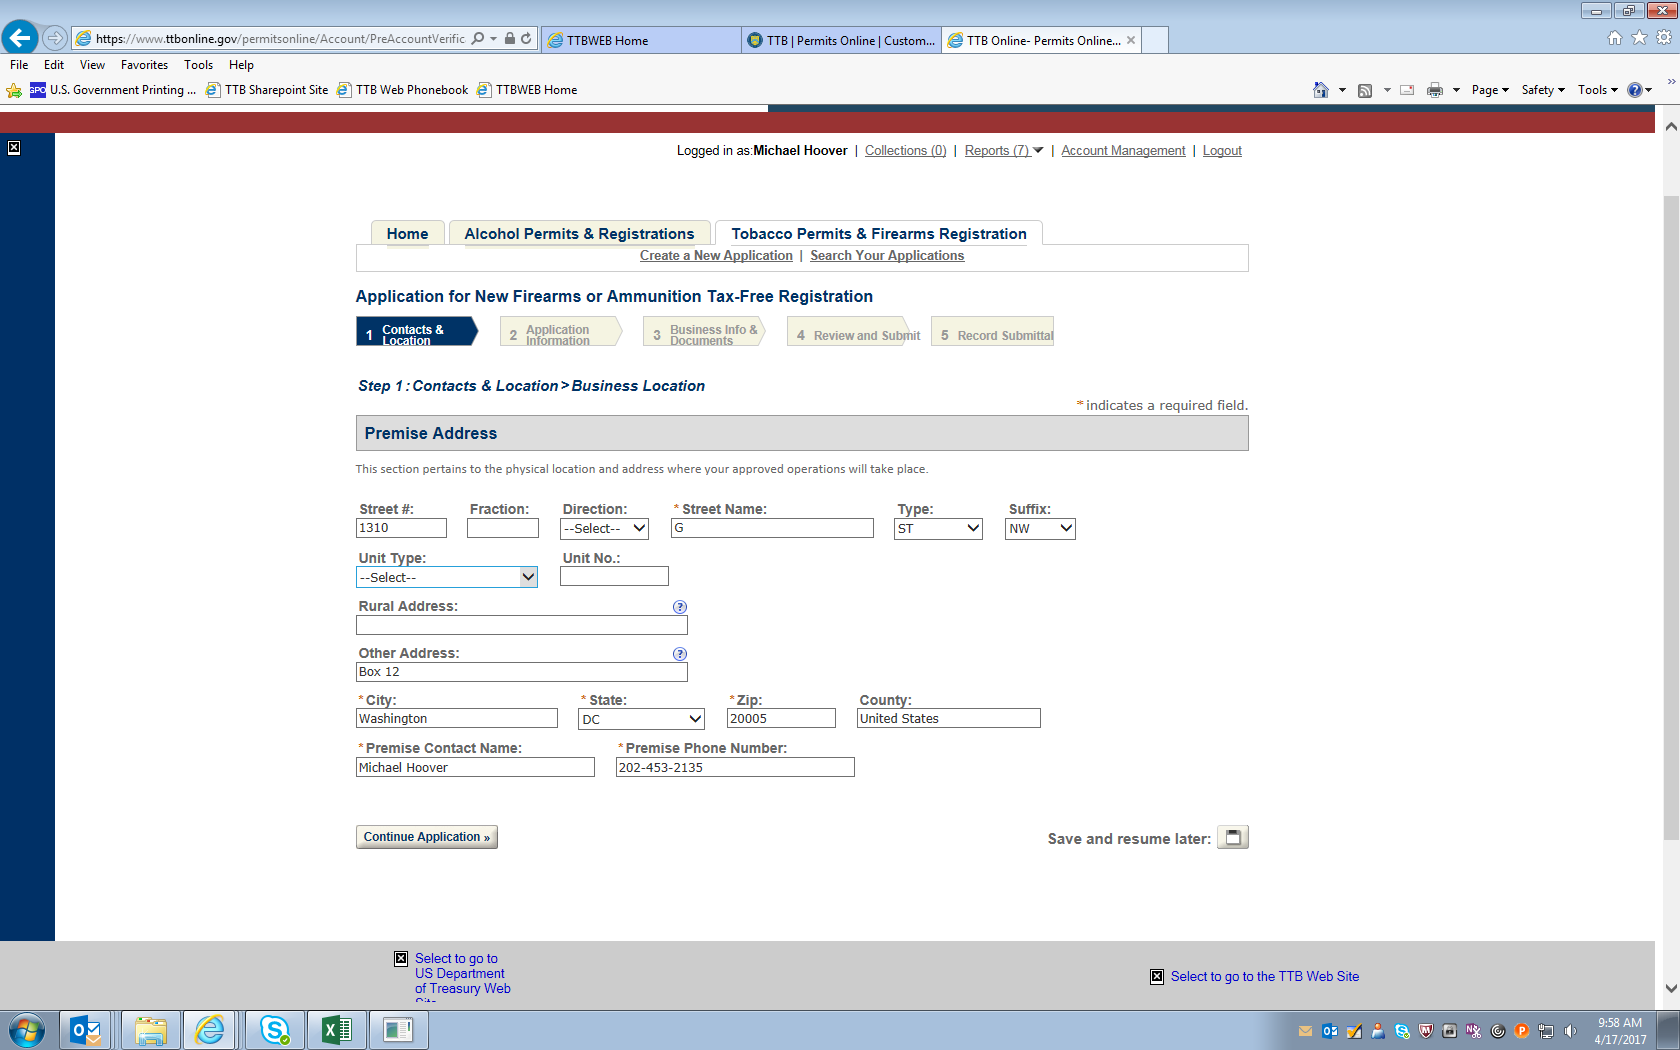 https://www.ttbonline.gov/permitsonline/Account/PreAccountVerific
TTBWEB Home
TTB | Permits Online | Custom...
TTB Online- Permits Online...
File Edit View Favorites Tools Help
GPO U.S. Government Printing ...
TTB Sharepoint Site
TTB Web Phonebook
TTBWEB Home
Page Safety Tools
Logged in as:Michael Hoover | Collections (0) | Reports (7) | Account Management | Logout
Home
Alcohol Permits & Registrations
Tobacco Permits & Firearms Registration
Create a New Application | Search Your Applications
Application for New Firearms or Ammunition Tax-Free Registration
1 Contacts & Location
2 Application Information
3 Business Info & Documents
4 Review and Submit
5 Record Submittal
Step 1: Contacts & Location > Business Location
* indicates a required field.
Premise Address
This section pertains to the physical location and address where your approved operations will take place.
Street #: Fraction: Direction: * Street Name: Type: Suffix:
1310 --Select-- G ST NW
Unit Type: Unit No.:
--Select--
Rural Address: ?
Other Address: ?
Box 12
* City: * State: * Zip: County:
Washington DC 20005 United States
* Premise Contact Name: * Premise Phone Number:
Michael Hoover 202-453-2135
Continue Application »
Save and resume later:
Select to go to
US Department
of Treasury Web
Site
Select to go to the TTB Web Site
9:58 AM
4/17/2017